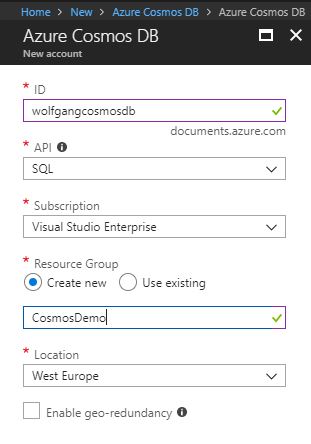 Home > New > Azure Cosmos DB > Azure Cosmos DB
Azure Cosmos DB
New account
* ID
wolfgangcosmosdb
documents.azure.com
* API
SQL
* Subscription
Visual Studio Enterprise
* Resource Group
Create new Use existing
CosmosDemo
* Location
West Europe
Enable geo-redundancy